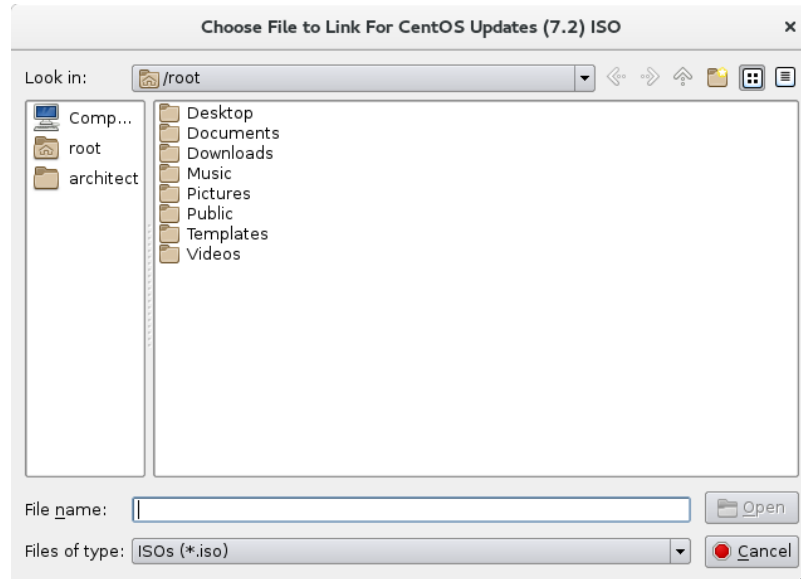 Choose File to Link For CentOS Updates (7.2) ISO
Look in: /root
Comp...
root
architect
Desktop
Documents
Downloads
Music
Pictures
Public
Templates
Videos
File name: Open
Files of type: ISOs (*.iso) Cancel